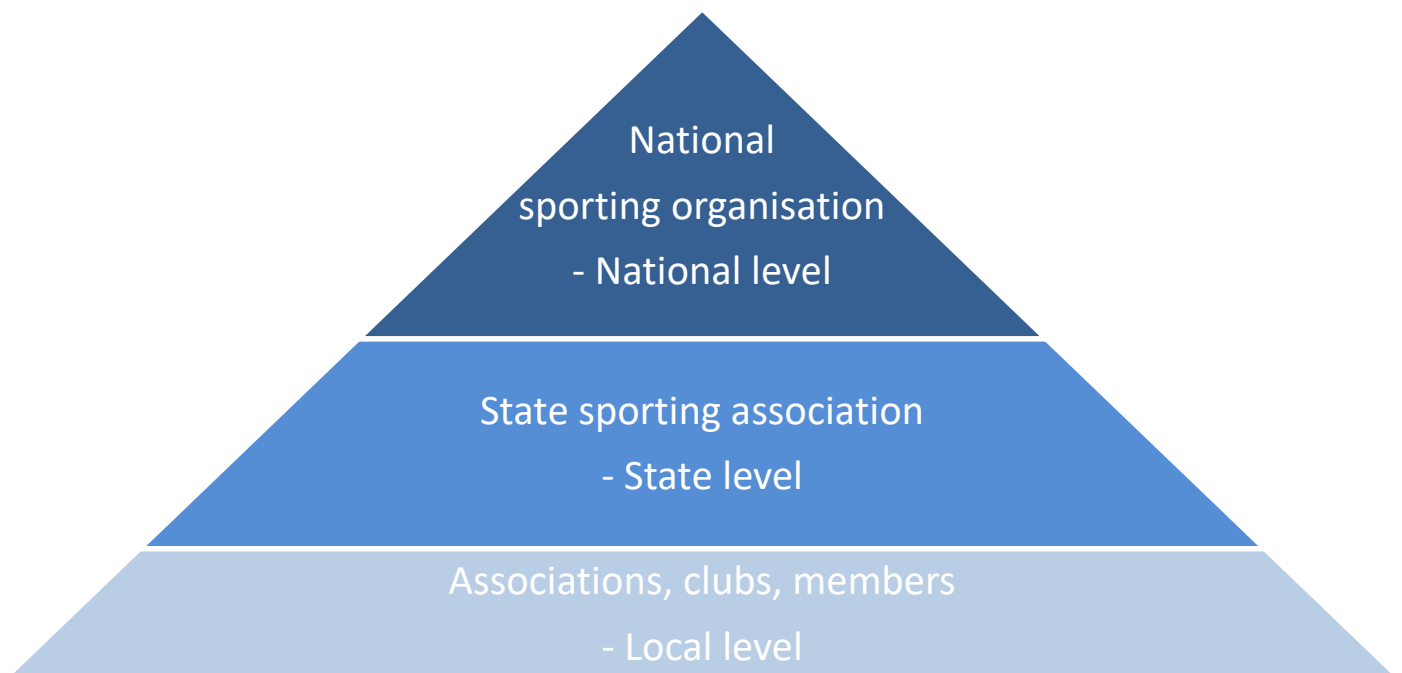 National
sporting organisation
- National level
State sporting association
- State level
Associations, clubs, members
- Local level